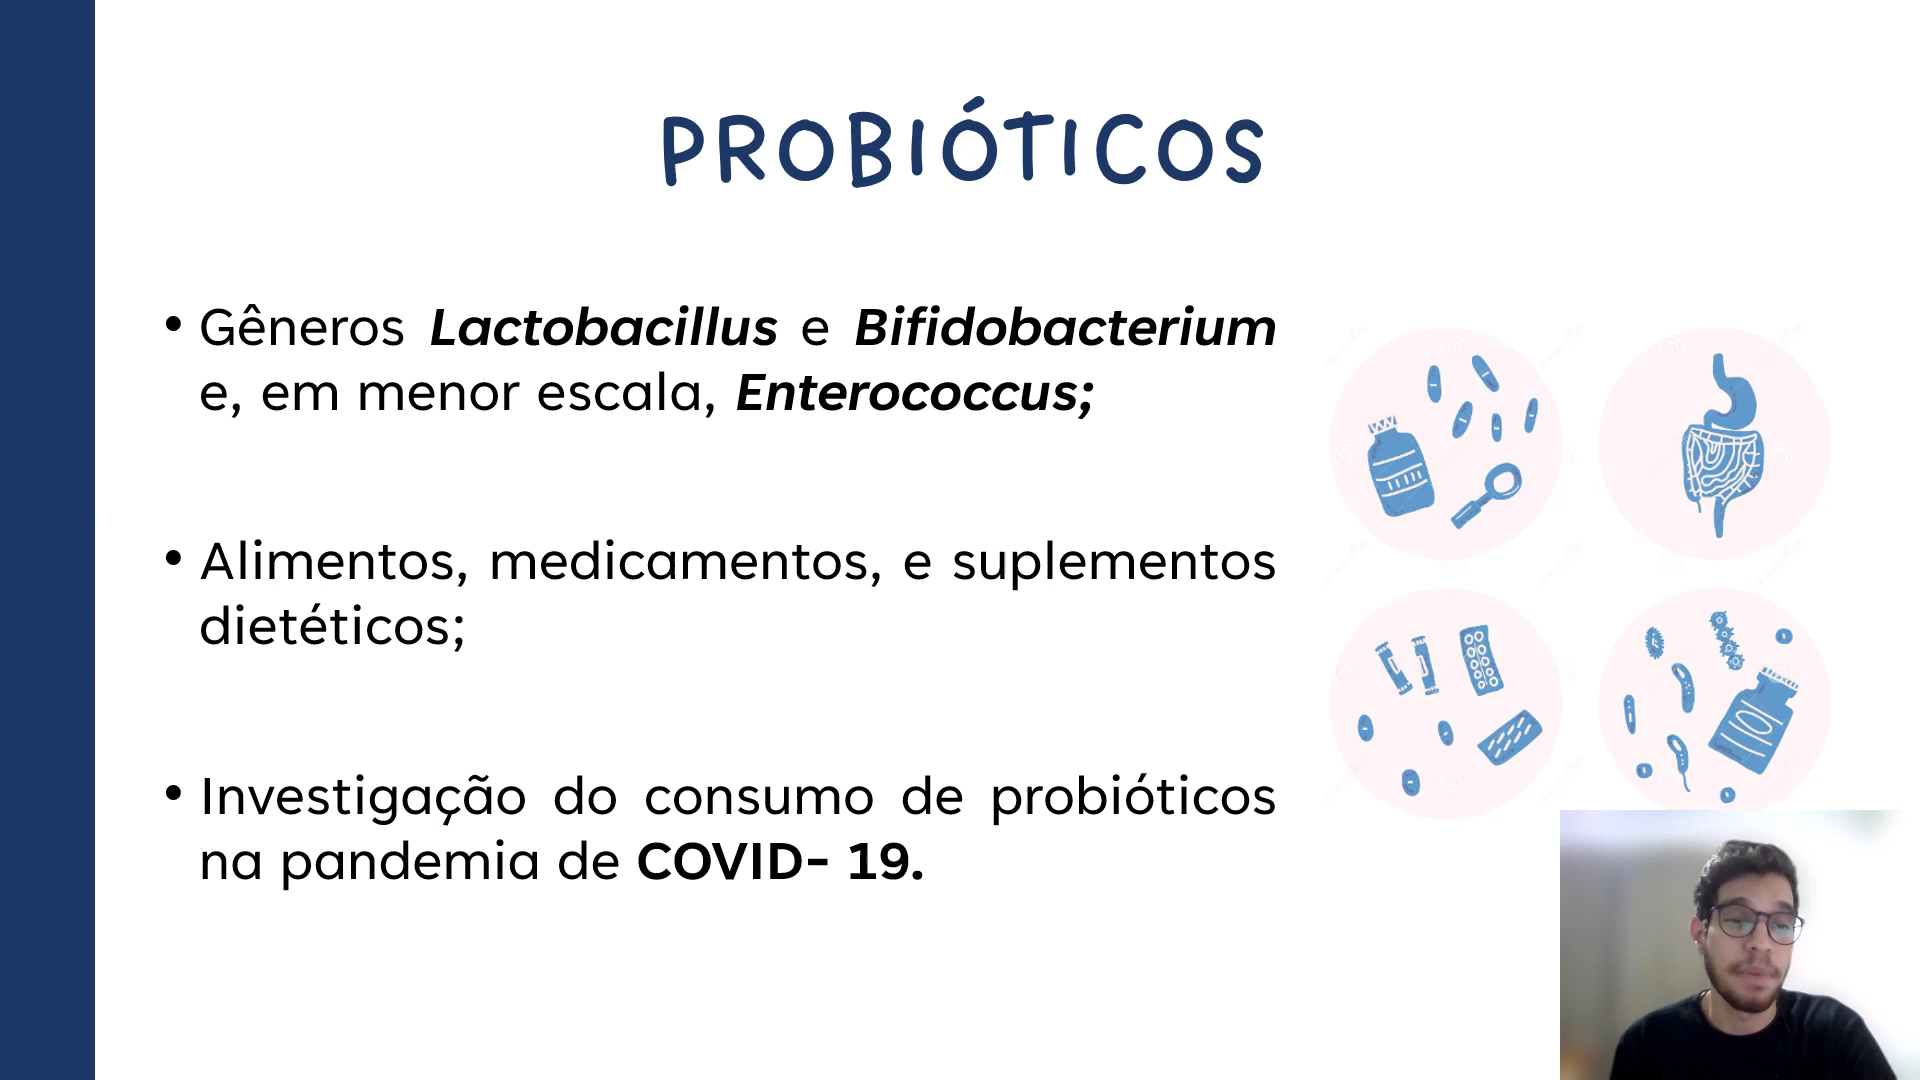 PROBIÓTICOS
• Gêneros Lactobacillus e Bifidobacterium
e, em menor escala, Enterococcus;
• Alimentos, medicamentos, e suplementos
dietéticos;
• Investigação do consumo de probióticos
na pandemia de COVID- 19.